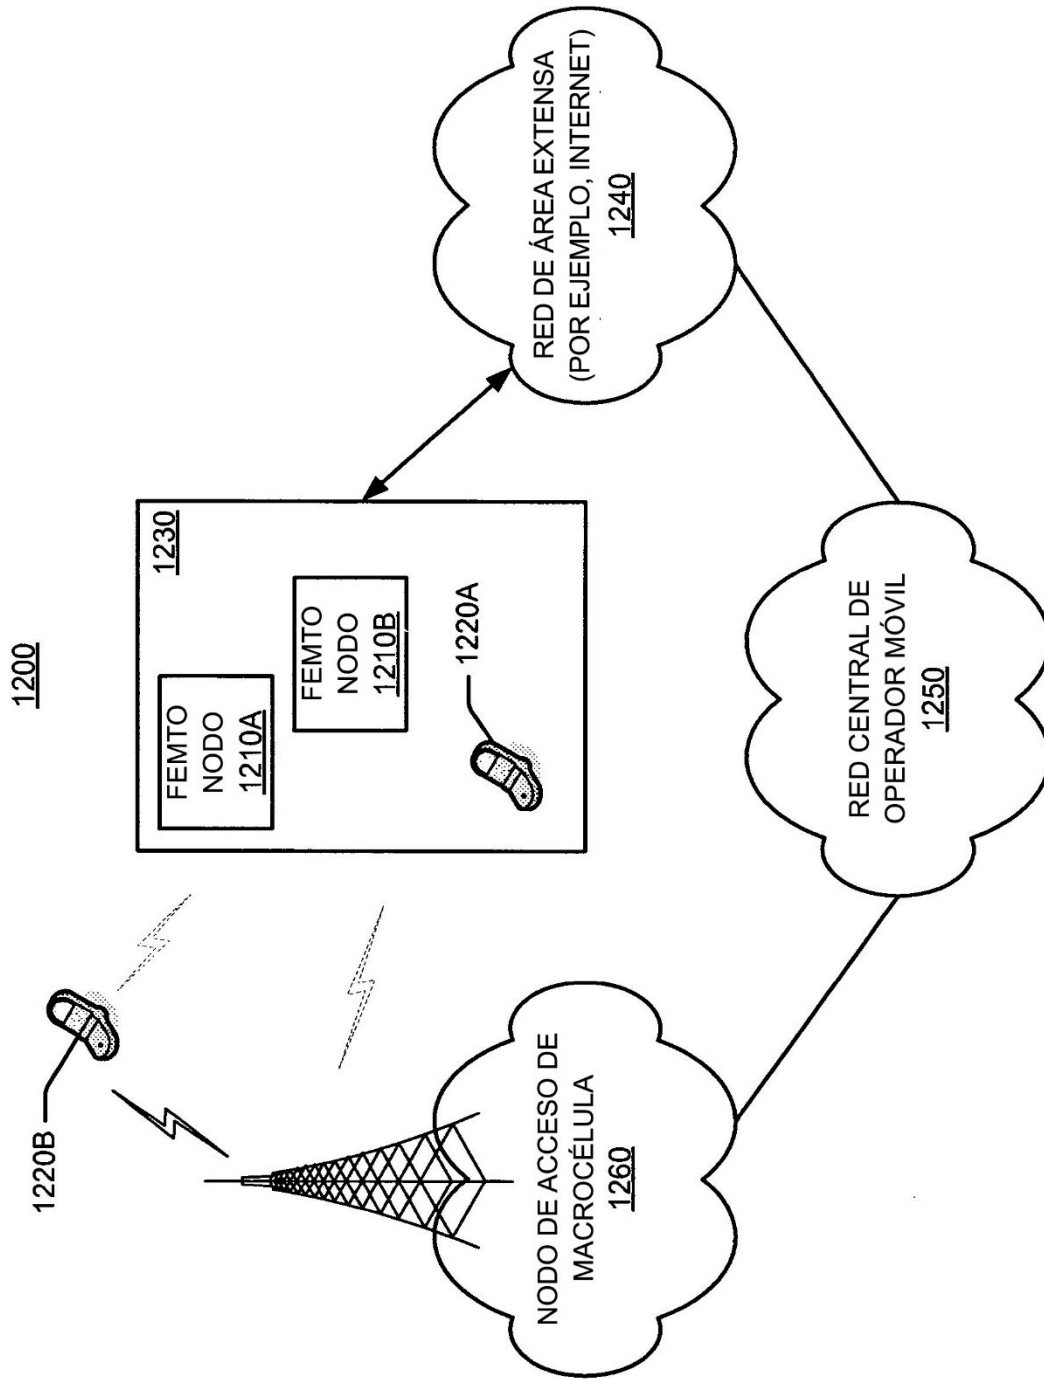 1200
1220B
FEMTO
NODO
1210A
1230
FEMTO
NODO
1210B
1220A
RED DE ÁREA EXTENSA
(POR EJEMPLO, INTERNET)
1240
NODO DE ACCESO DE
MACROCÉLULA
1260
RED CENTRAL DE
OPERADOR MÓVIL
1250